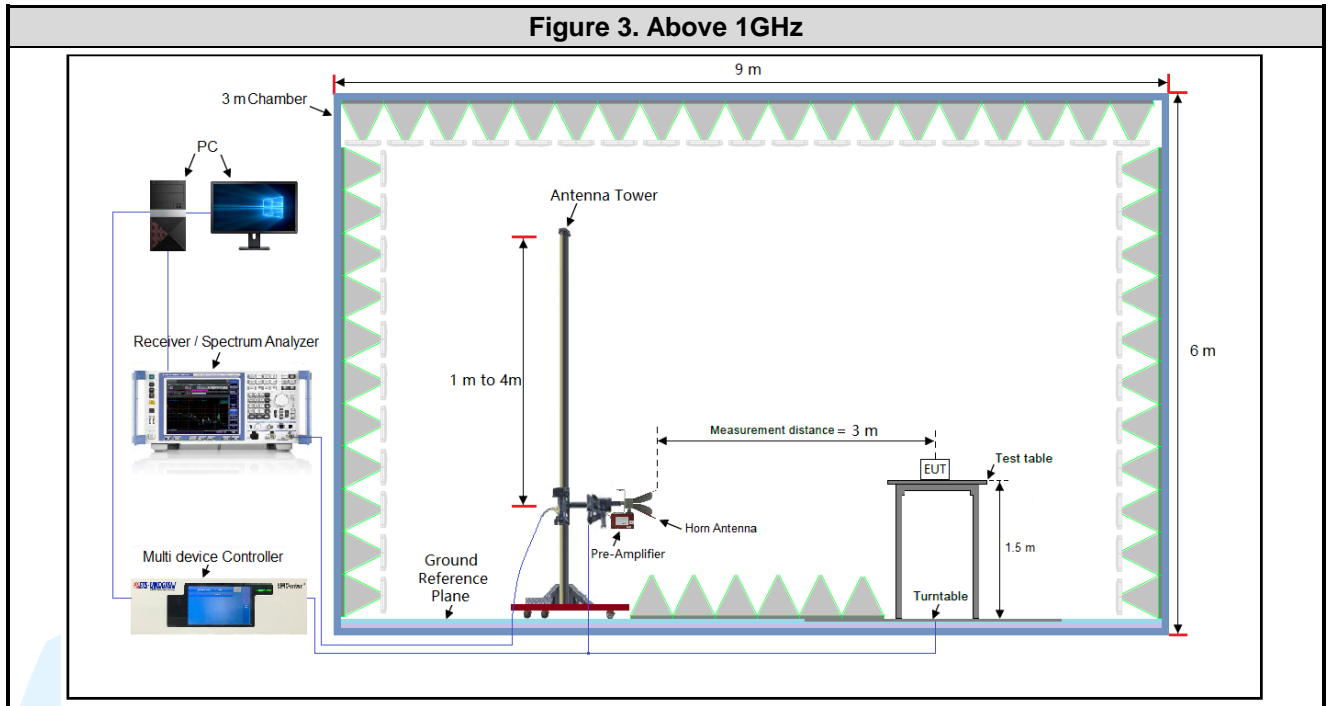 Figure 3. Above 1GHz
9 m
3 m Chamber
PC
Antenna Tower
Receiver / Spectrum Analyzer
6 m
1 m to 4m
Measurement distance = 3 m
EUT
Test table
Horn Antenna
Pre-Amplifier
1.5 m
Multi device Controller
Ground
Reference
Plane
Turntable